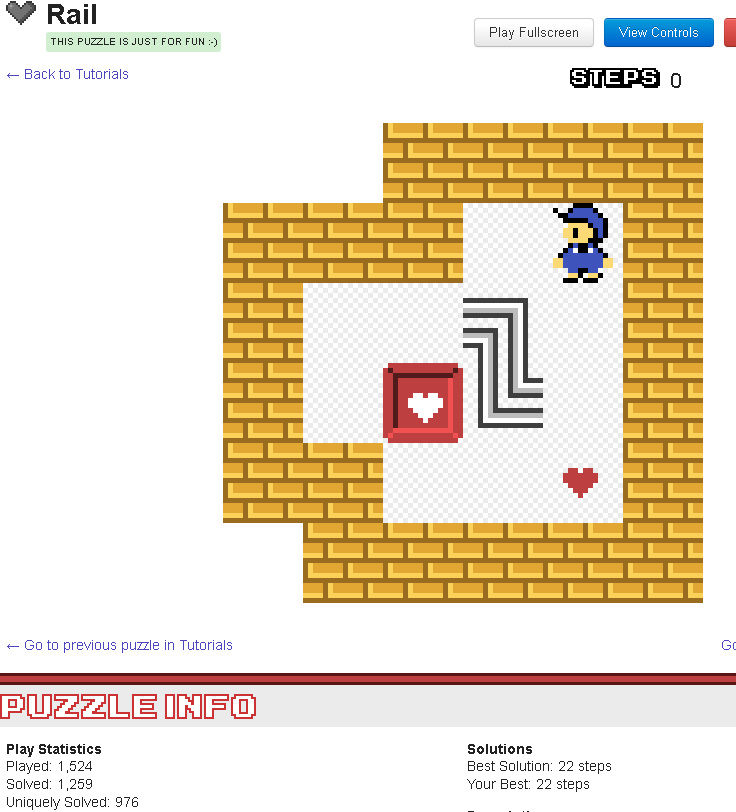 Rail
THIS PUZZLE IS JUST FOR FUN :-)
Play Fullscreen
View Controls
← Back to Tutorials
STEPS 0
← Go to previous puzzle in Tutorials
Go
PUZZLE INFO
Play Statistics
Played: 1,524
Solved: 1,259
Uniquely Solved: 976
Solutions
Best Solution: 22 steps
Your Best: 22 steps